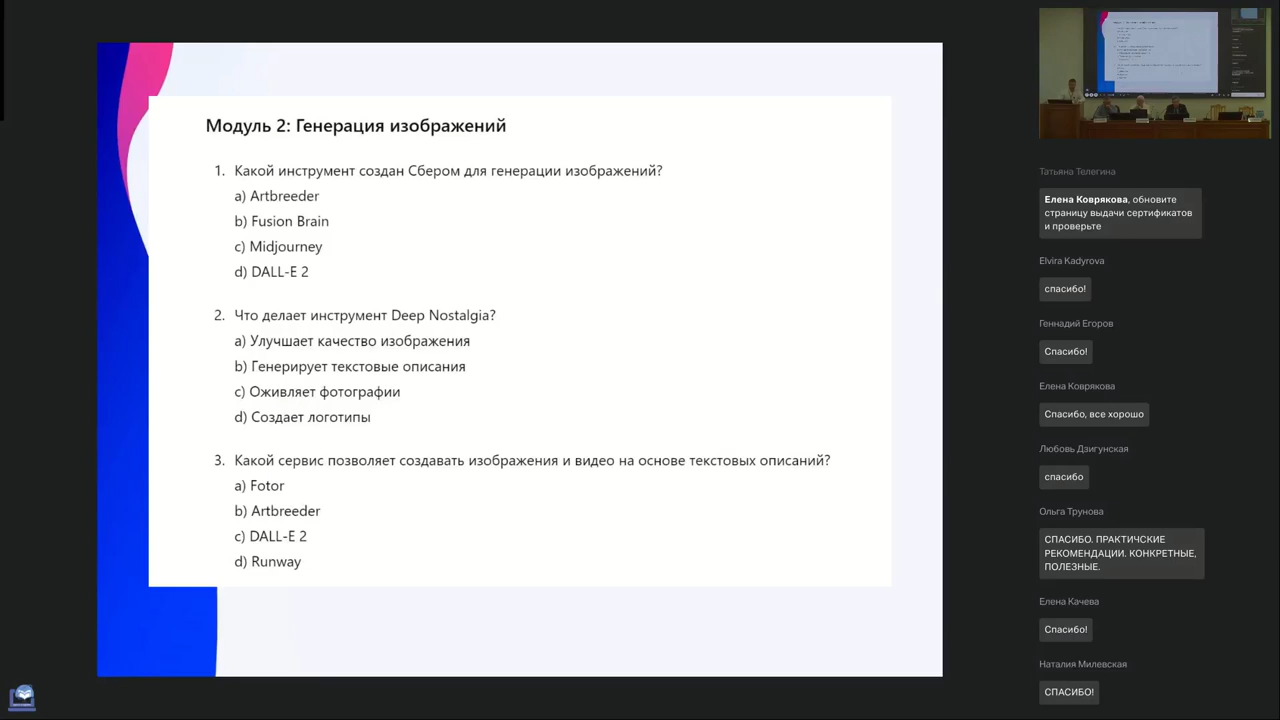 Модуль 2: Генерация изображений
1. Какой инструмент создан Сбером для генерации изображений?
a) Artbreeder
b) Fusion Brain
c) Midjourney
d) DALL-E 2
2. Что делает инструмент Deep Nostalgia?
a) Улучшает качество изображения
b) Генерирует текстовые описания
c) Оживляет фотографии
d) Создает логотипы
3. Какой сервис позволяет создавать изображения и видео на основе текстовых описаний?
a) Fotor
b) Artbreeder
c) DALL-E 2
d) Runway
Татьяна Телегина
Елена Коврякова, обновите
страницу выдачи сертификатов
и проверьте
Elvira Kadyrova
спасибо!
Геннадий Егоров
Спасибо!
Елена Коврякова
Спасибо, все хорошо
Любовь Дзигунская
спасибо
Ольга Трунова
СПАСИБО. ПРАКТИЧСКИЕ
РЕКОМЕНДАЦИИ. КОНКРЕТНЫЕ,
ПОЛЕЗНЫЕ.
Елена Качева
Спасибо!
Наталия Милевская
СПАСИБО!